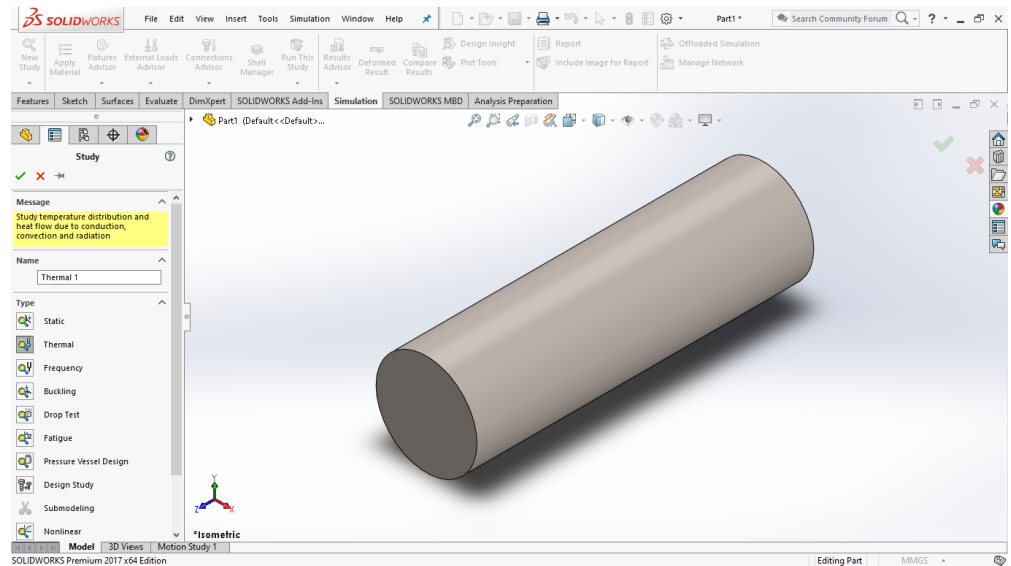 SOLIDWORKS File Edit View Insert Tools Simulation Window Help Part1 * Search Community Forum ?
New Study
Apply Material
Fixtures Advisor
External Loads Advisor
Connections Advisor
Shell Manager
Run This Study
Results Advisor
Deformed Result
Compare Results
Design Insight
Plot Tools
Report
Include Image for Report
Offloaded Simulation
Manage Network
Features Sketch Surfaces Evaluate DimXpert SOLIDWORKS Add-Ins Simulation SOLIDWORKS MBD Analysis Preparation
Part1 (Default<<Default>...
Study
Message
Study temperature distribution and
heat flow due to conduction,
convection and radiation
Name
Thermal 1
Type
Static
Thermal
Frequency
Buckling
Drop Test
Fatigue
Pressure Vessel Design
Design Study
Submodeling
Nonlinear
Y
Z
X
*Isometric
Model 3D Views Motion Study 1
SOLIDWORKS Premium 2017 x64 Edition Editing Part MMGS